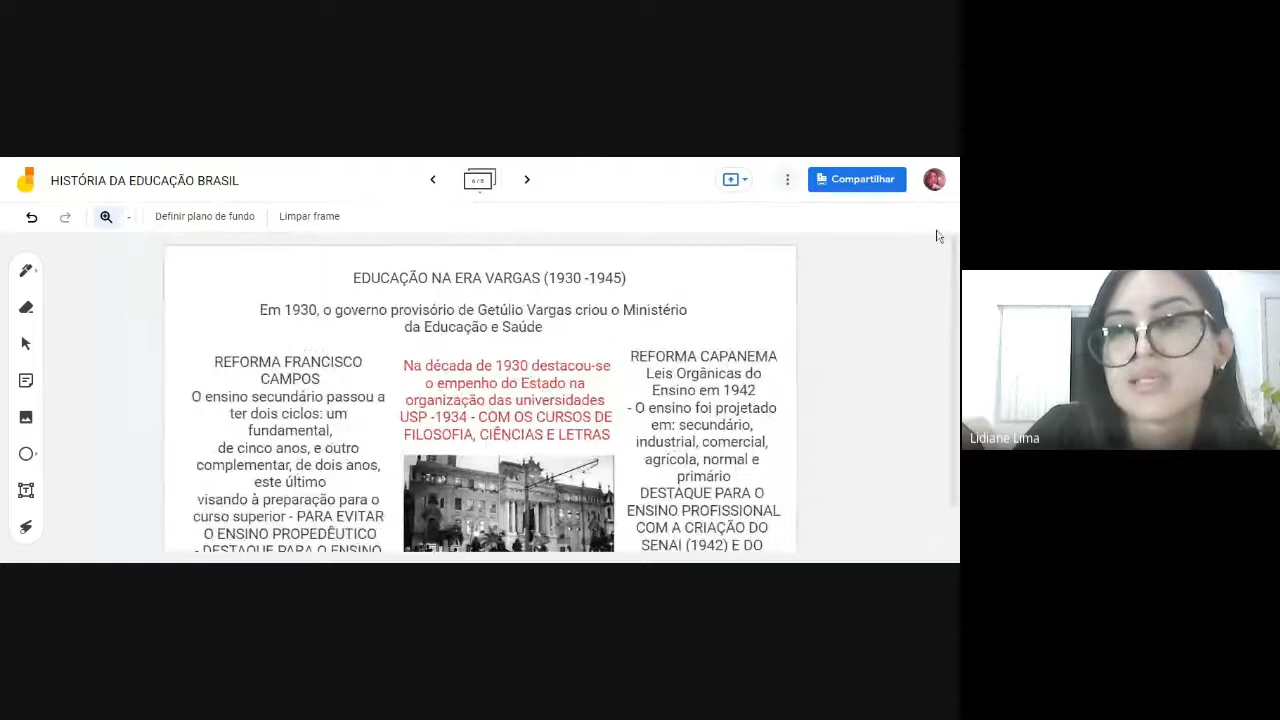 HISTÓRIA DA EDUCAÇÃO BRASIL
6 / 8
Compartilhar
Definir plano de fundo
Limpar frame
EDUCAÇÃO NA ERA VARGAS (1930 -1945)
Em 1930, o governo provisório de Getúlio Vargas criou o Ministério
da Educação e Saúde
REFORMA FRANCISCO
CAMPOS
O ensino secundário passou a
ter dois ciclos: um
fundamental,
de cinco anos, e outro
complementar, de dois anos,
este último
visando à preparação para o
curso superior - PARA EVITAR
O ENSINO PROPEDÊUTICO
- DESTAQUE PARA O ENSINO
Na década de 1930 destacou-se
o empenho do Estado na
organização das universidades
USP -1934 - COM OS CURSOS DE
FILOSOFIA, CIÊNCIAS E LETRAS
REFORMA CAPANEMA
Leis Orgânicas do
Ensino em 1942
- O ensino foi projetado
em: secundário,
industrial, comercial,
agrícola, normal e
primário
DESTAQUE PARA O
ENSINO PROFISSIONAL
COM A CRIAÇÃO DO
SENAI (1942) E DO
Lidiane Lima